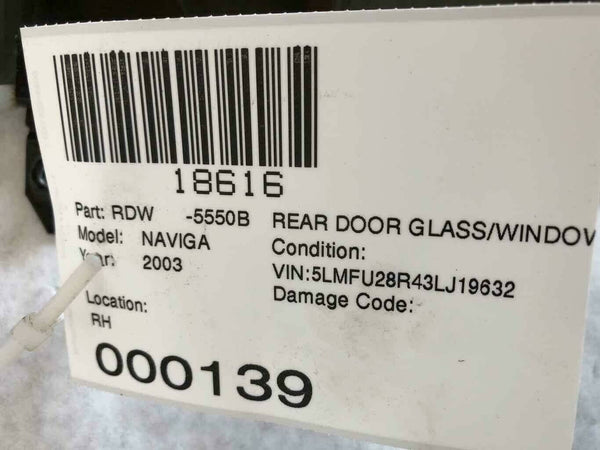 18616
Part: RDW -5550B REAR DOOR GLASS/WINDOW
Model: NAVIGA Condition:
Year: 2003 VIN:5LMFU28R43LJ19632
Damage Code:
Location:
RH
000139